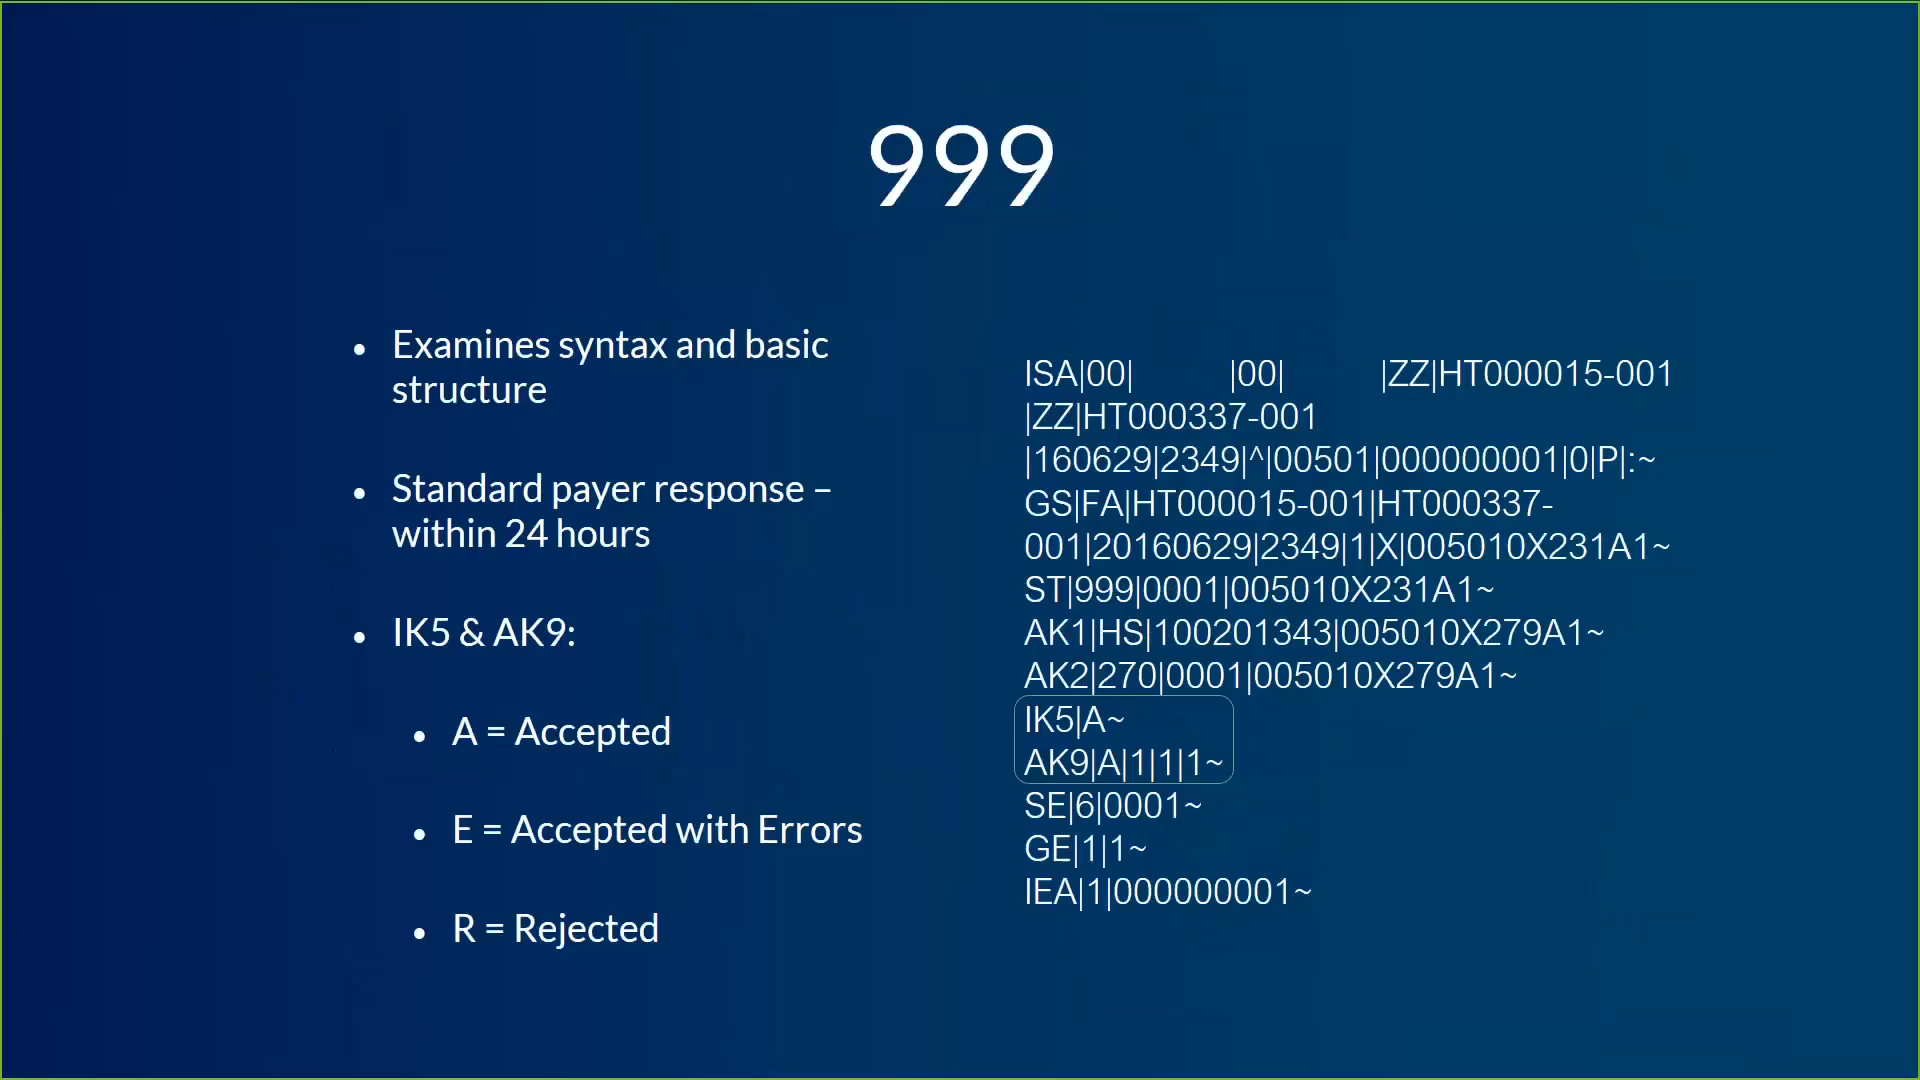 999
Examines syntax and basic
structure
Standard payer response –
within 24 hours
IK5 & AK9:
A = Accepted
E = Accepted with Errors
R = Rejected
ISA|00|          |00|          |ZZ|HT000015-001
|ZZ|HT000337-001
|160629|2349|^|00501|000000001|0|P|:~
GS|FA|HT000015-001|HT000337-
001|20160629|2349|1|X|005010X231A1~
ST|999|0001|005010X231A1~
AK1|HS|100201343|005010X279A1~
AK2|270|0001|005010X279A1~
IK5|A~
AK9|A|1|1|1~
SE|6|0001~
GE|1|1~
IEA|1|000000001~